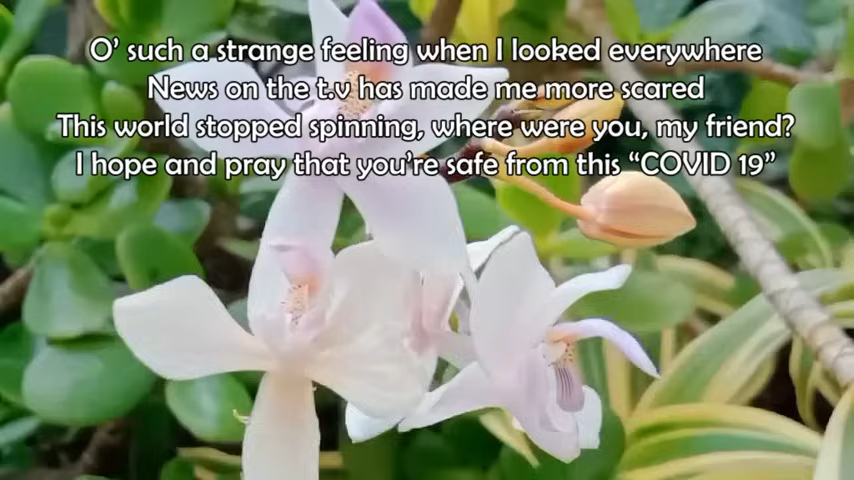 O' such a strange feeling when I looked everywhere
News on the t.v has made me more scared
This world stopped spinning, where were you, my friend?
I hope and pray that you're safe from this “COVID 19”